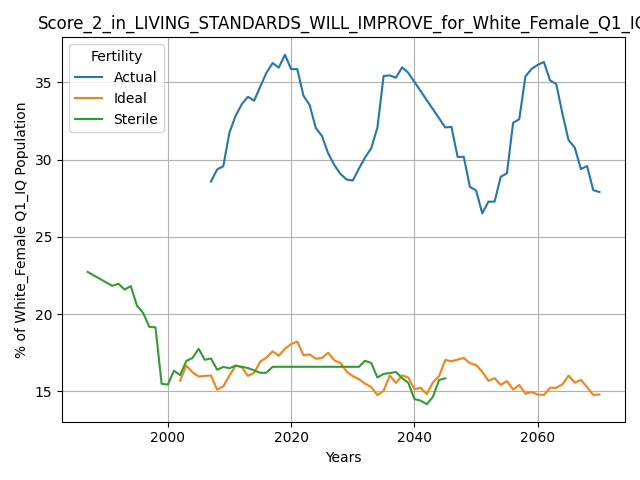 Score_2_in_LIVING_STANDARDS_WILL_IMPROVE_for_White_Female_Q1_IQ
Fertility
Actual
Ideal
Sterile
% of White_Female Q1_IQ Population
35
30
25
20
15
2000
2020
2040
2060
Years